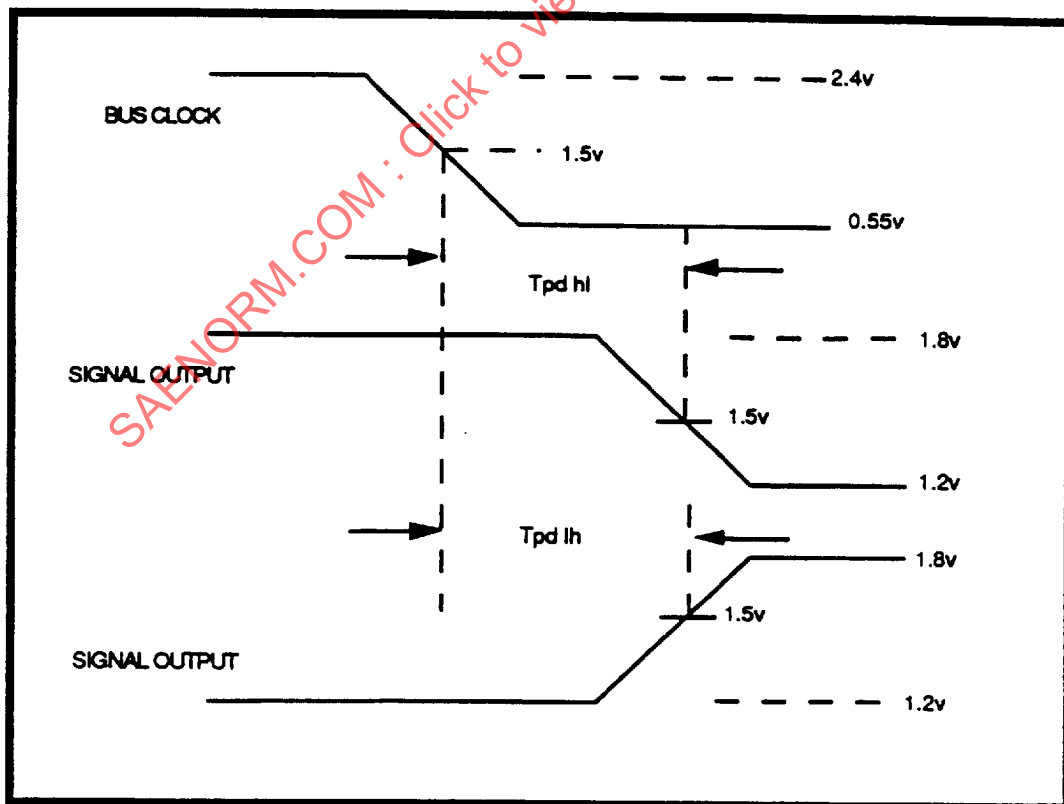 2.4v
BUS CLOCK
1.5v
0.55v
Tpd hl
1.8v
SIGNAL OUTPUT
1.5v
1.2v
Tpd lh
1.8v
1.5v
SIGNAL OUTPUT
1.2v
SAENORM.COM : Click to vie